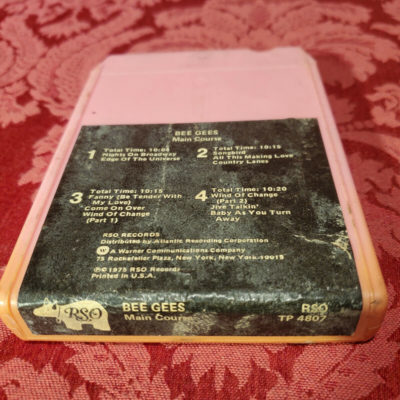 BEE GEES
Main Course
1 Total Time: 10:05
Nights On Broadway
Edge Of The Universe
2 Total Time: 10:15
Songbird
All This Making Love
Country Lanes
3 Total Time: 10:15
Fanny (Be Tender With
My Love)
Come On Over
Wind Of Change
(Part 1)
4 Total Time: 10:20
Wind Of Change
(Part 2)
Jive Talkin'
Baby As You Turn
Away
RSO RECORDS
Distributed by Atlantic Recording Corporation
A Warner Communications Company
75 Rockefeller Plaza, New York, New York-10019
℗© 1975 RSO Records
Printed in U.S.A.
RSO
BEE GEES
Main Course
RSO
TP 4807